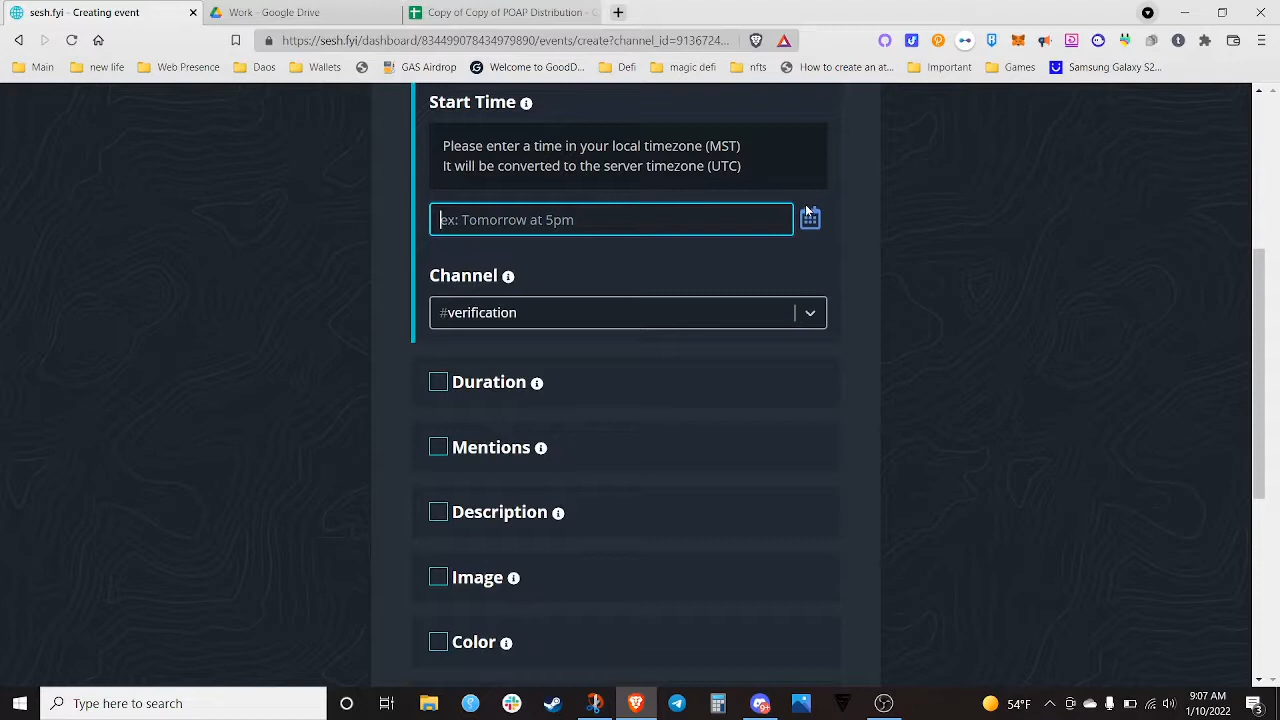 sesh.fyi – Creating event
Work - Google Drive
Copy of Copy of POAP Distribution - G
https://sesh.fyi/dashboard/834499078434979890/events/create?channel_id=9136724...
Main
new life
Web Presence
Daos
Wallets
GAS Airdrop
Welcome to GoodD...
Defi
magic defi
nfts
How to create an at...
Important
Games
Samsung Galaxy S2...
Start Time
Please enter a time in your local timezone (MST)
It will be converted to the server timezone (UTC)
ex: Tomorrow at 5pm
Channel
#verification
Duration
Mentions
Description
Image
Color
Type here to search
54°F
9:07 AM
1/10/2022